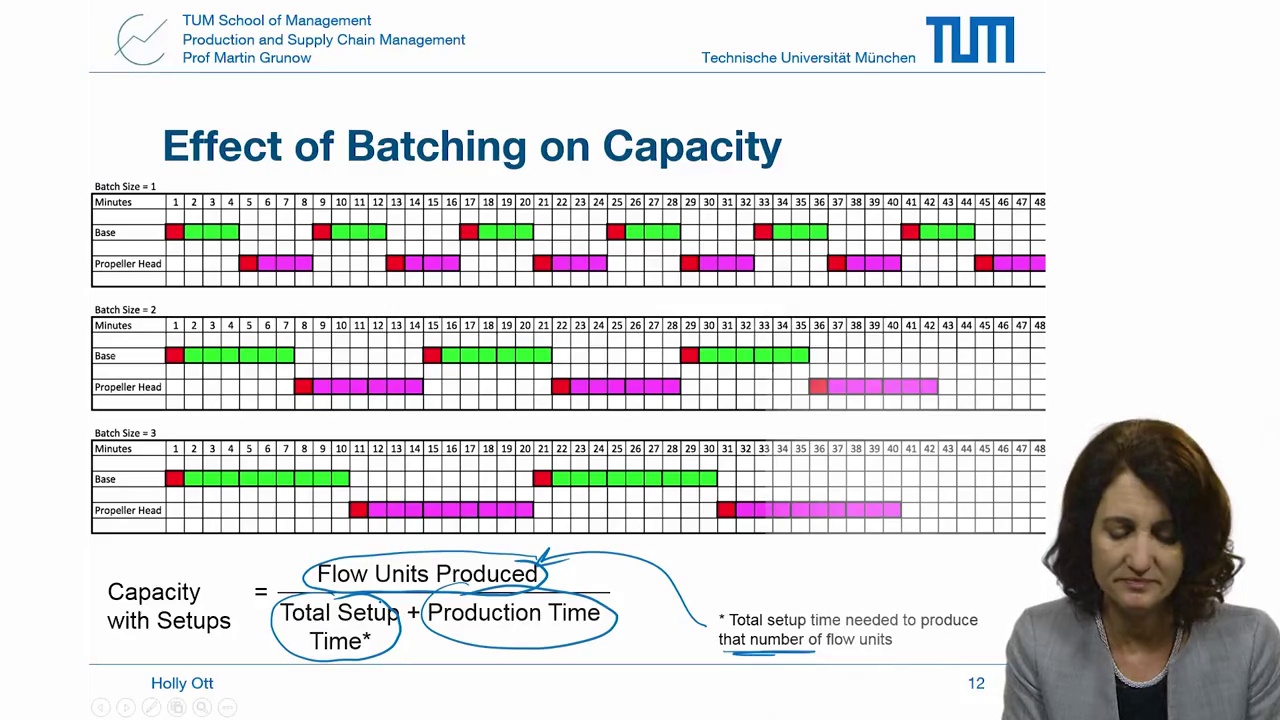 TUM School of Management
Production and Supply Chain Management
Prof Martin Grunow
Technische Universität München
TUM
Effect of Batching on Capacity
Batch Size = 1
Minutes 1 2 3 4 5 6 7 8 9 10 11 12 13 14 15 16 17 18 19 20 21 22 23 24 25 26 27 28 29 30 31 32 33 34 35 36 37 38 39 40 41 42 43 44 45 46 47 48
Base
Propeller Head
Batch Size = 2
Minutes 1 2 3 4 5 6 7 8 9 10 11 12 13 14 15 16 17 18 19 20 21 22 23 24 25 26 27 28 29 30 31 32 33 34 35 36 37 38 39 40 41 42 43 44 45 46 47 48
Base
Propeller Head
Batch Size = 3
Minutes 1 2 3 4 5 6 7 8 9 10 11 12 13 14 15 16 17 18 19 20 21 22 23 24 25 26 27 28 29 30 31 32 33 34 35 36 37 38 39 40 41 42 43 44 45 46 47 48
Base
Propeller Head
Capacity
with Setups
=
Flow Units Produced
Total Setup + Production Time
Time*
* Total setup time needed to produce
that number of flow units
Holly Ott
12